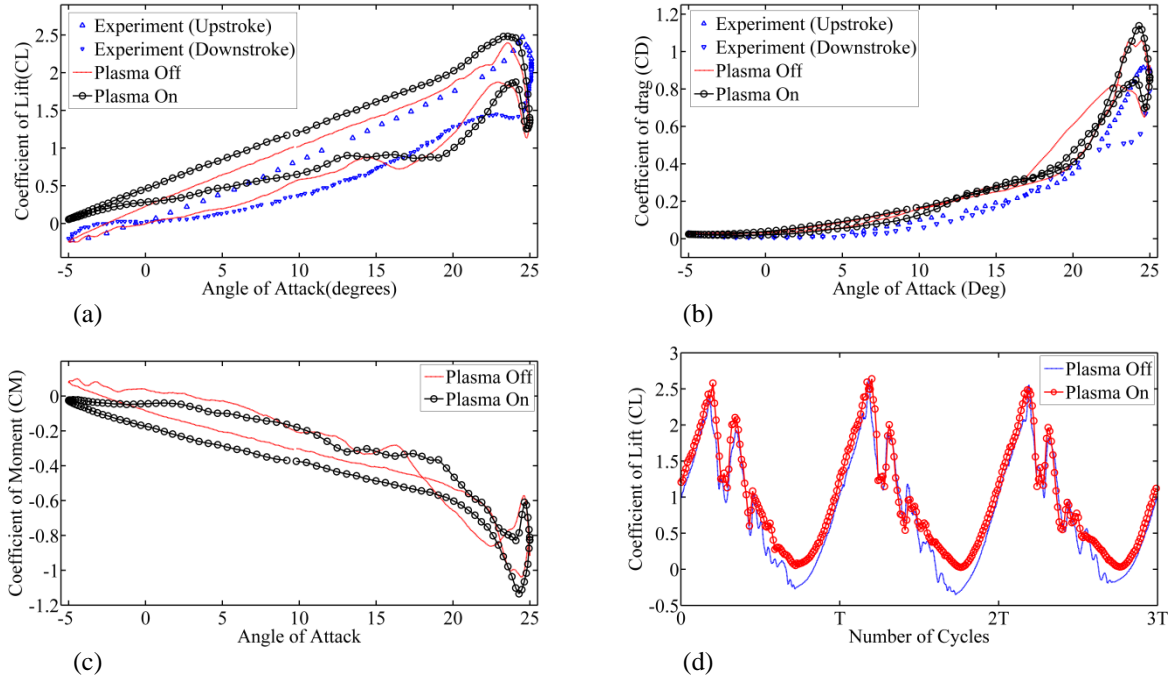 3
2.5
2
1.5
1
0.5
0
-5 0 5 10 15 20 25
Coefficient of Lift(CL)
Angle of Attack(degrees)
Experiment (Upstroke)
Experiment (Downstroke)
Plasma Off
Plasma On
(a)
1.2
1
0.8
0.6
0.4
0.2
0
-5 0 5 10 15 20 25
Coefficient of drag (CD)
Angle of Attack (Deg)
Experiment (Upstroke)
Experiment (Downstroke)
Plasma Off
Plasma On
(b)
0
-0.2
-0.4
-0.6
-0.8
-1
-1.2
-5 0 5 10 15 20 25
Coefficient of Moment (CM)
Angle of Attack
Plasma Off
Plasma On
(c)
3
2.5
2
1.5
1
0.5
0
-0.5
0 T 2T 3T
Coefficient of Lift (CL)
Number of Cycles
Plasma Off
Plasma On
(d)